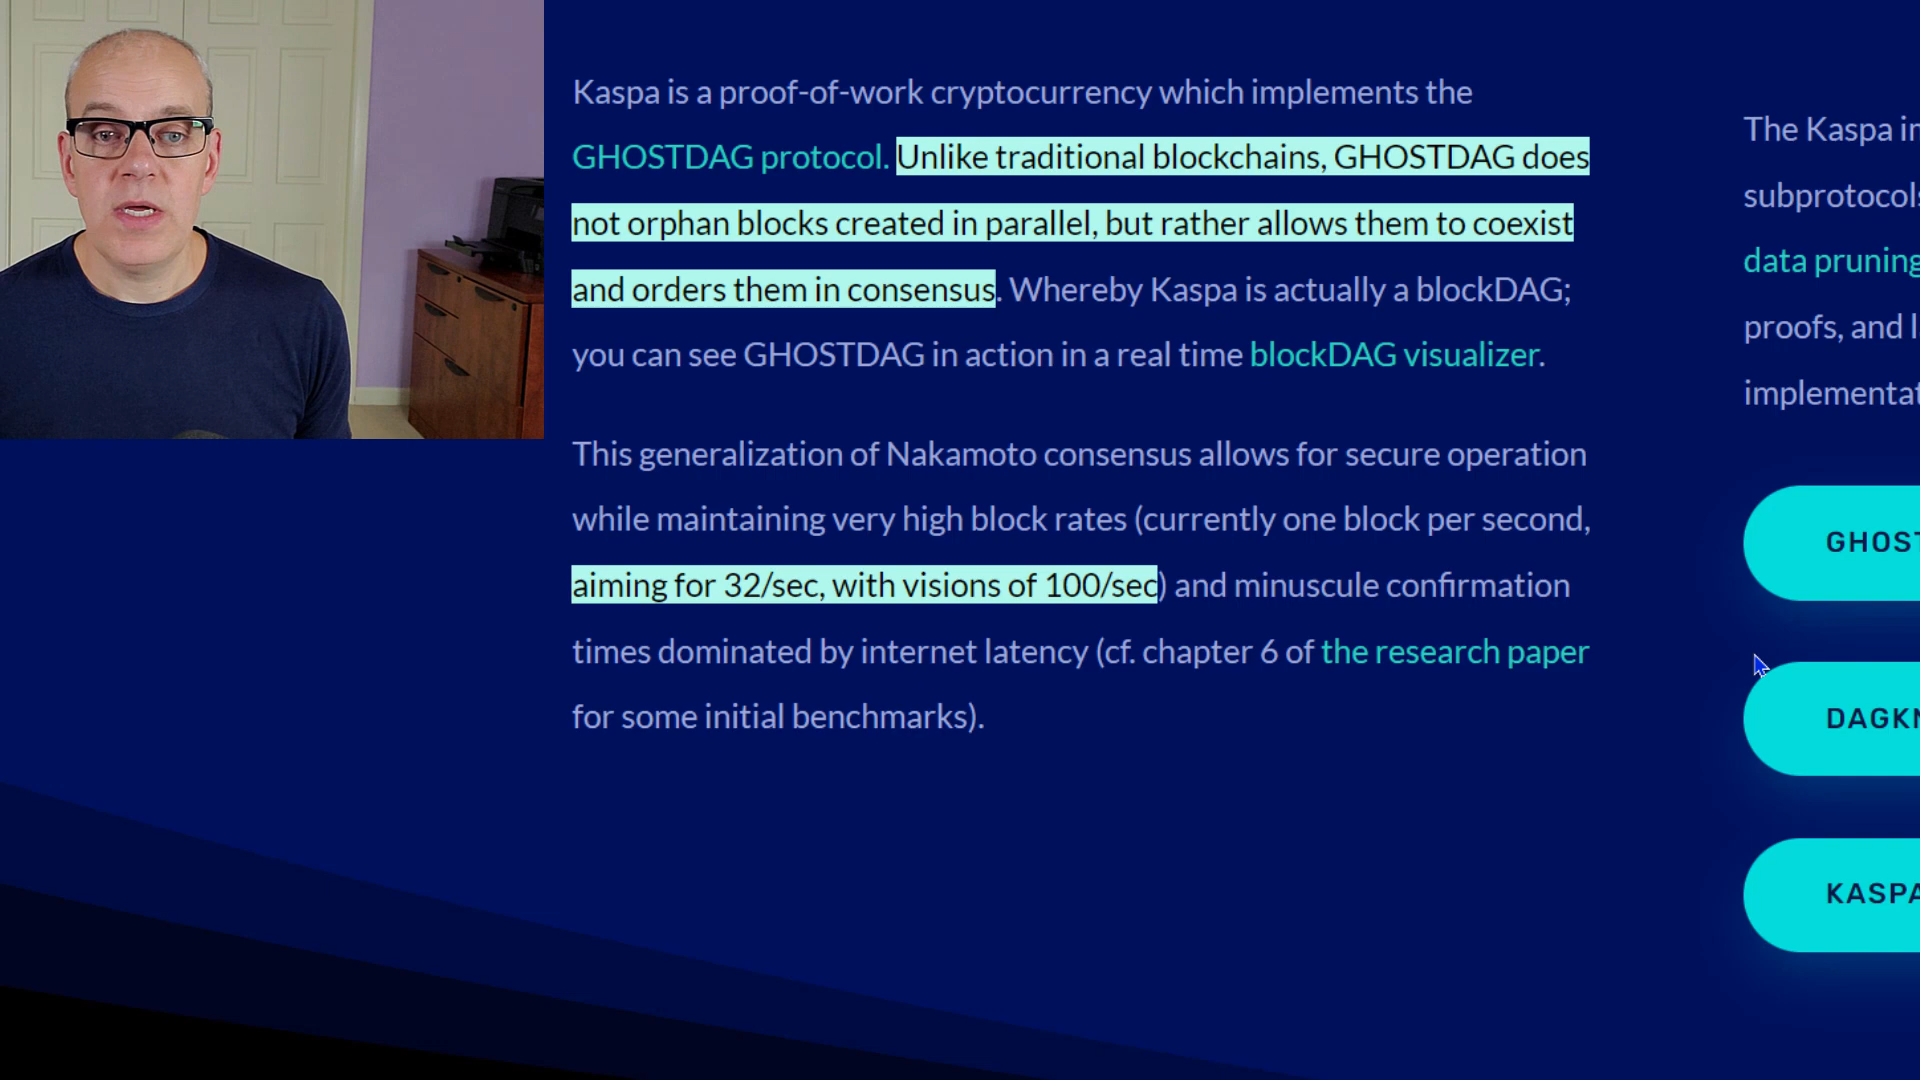 Kaspa is a proof-of-work cryptocurrency which implements the
GHOSTDAG protocol. Unlike traditional blockchains, GHOSTDAG does
not orphan blocks created in parallel, but rather allows them to coexist
and orders them in consensus. Whereby Kaspa is actually a blockDAG;
you can see GHOSTDAG in action in a real time blockDAG visualizer.
This generalization of Nakamoto consensus allows for secure operation
while maintaining very high block rates (currently one block per second,
aiming for 32/sec, with visions of 100/sec) and minuscule confirmation
times dominated by internet latency (cf. chapter 6 of the research paper
for some initial benchmarks).
The Kaspa
subprotocols
data pruning
proofs, and
GHOST
KASPA